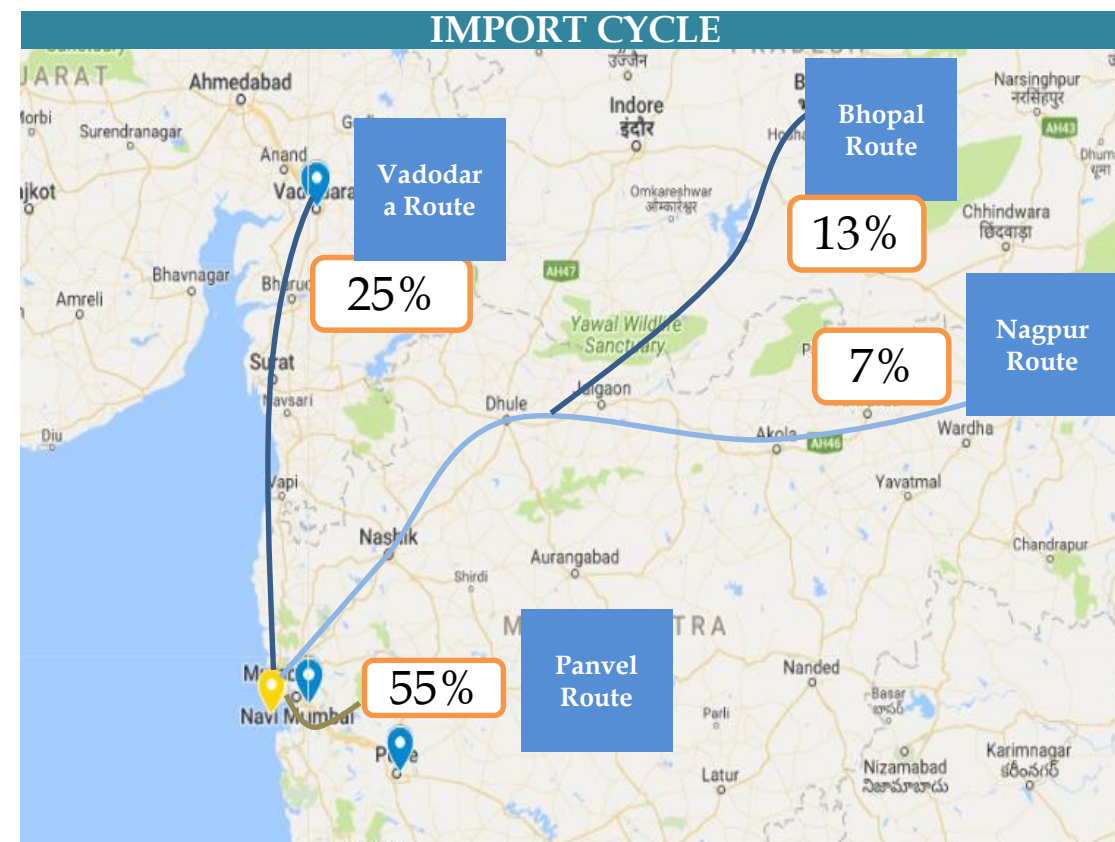 IMPORT CYCLE
उज्जैन
Ahmedabad
Indore
इंदौर
Narsinghpur
नरसिंहपुर
AH43
Surendranagar
Anand
Vadodar
a Route
Bhopal
Route
Omkareshwar
ओंकारेश्वर
Chhindwara
छिंदवाड़ा
25%
13%
Bhavnagar
Amreli
AH47
Yawal Wildlife
Sanctuary
Nagpur
Route
7%
Surat
Navsari
Jalgaon
Dhule
Diu
Akola
AH46
Wardha
Vapi
Yavatmal
Nashik
Aurangabad
Chandrapur
Shirdi
TRA
Panvel
Route
55%
Nanded
Navi Mumbai
Basar
బాసర్
Parli
Latur
Nizamabad
నిజామాబాదు
Karimnagar
కరీంనగర్